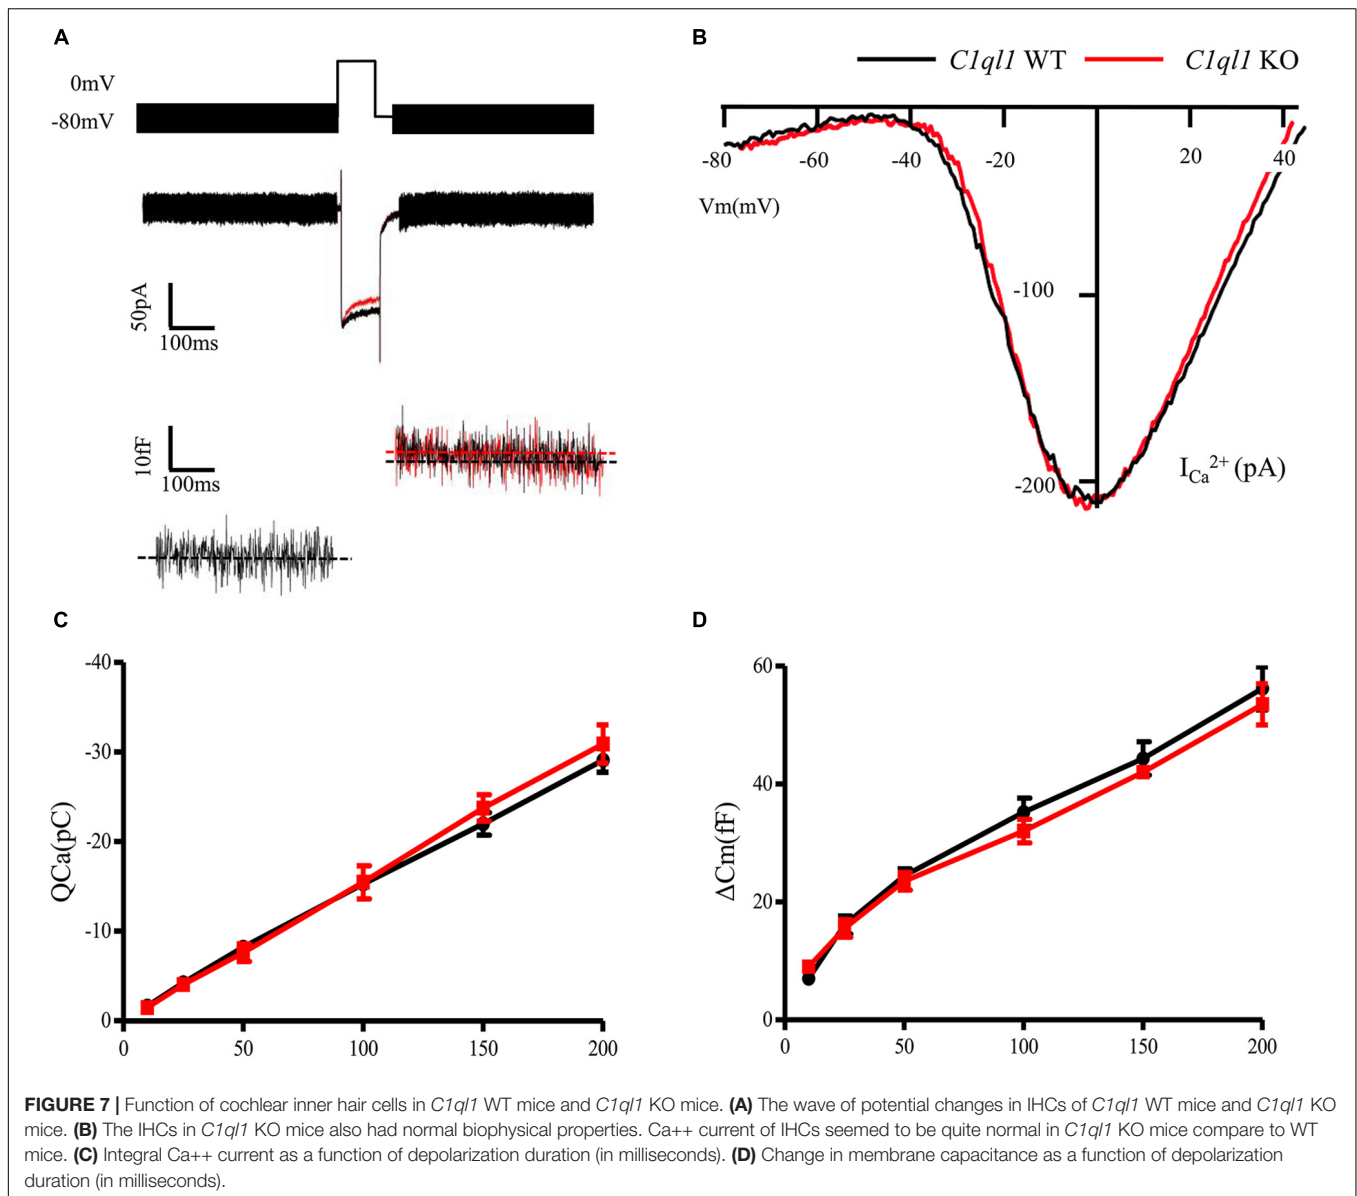 A
0mV
-80mV
50pA
100ms
10fF
100ms
B
C1ql1 WT C1ql1 KO
-80 -60 -40 -20 20 40
Vm(mV)
-100
-200
I_Ca^2+ (pA)
C
-40
-30
-20
-10
0
QCa(pC)
0 50 100 150 200
D
60
40
20
0
ΔCm(fF)
0 50 100 150 200
FIGURE 7 | Function of cochlear inner hair cells in C1ql1 WT mice and C1ql1 KO mice. (A) The wave of potential changes in IHCs of C1ql1 WT mice and C1ql1 KO
mice. (B) The IHCs in C1ql1 KO mice also had normal biophysical properties. Ca++ current of IHCs seemed to be quite normal in C1ql1 KO mice compare to WT
mice. (C) Integral Ca++ current as a function of depolarization duration (in milliseconds). (D) Change in membrane capacitance as a function of depolarization
duration (in milliseconds).